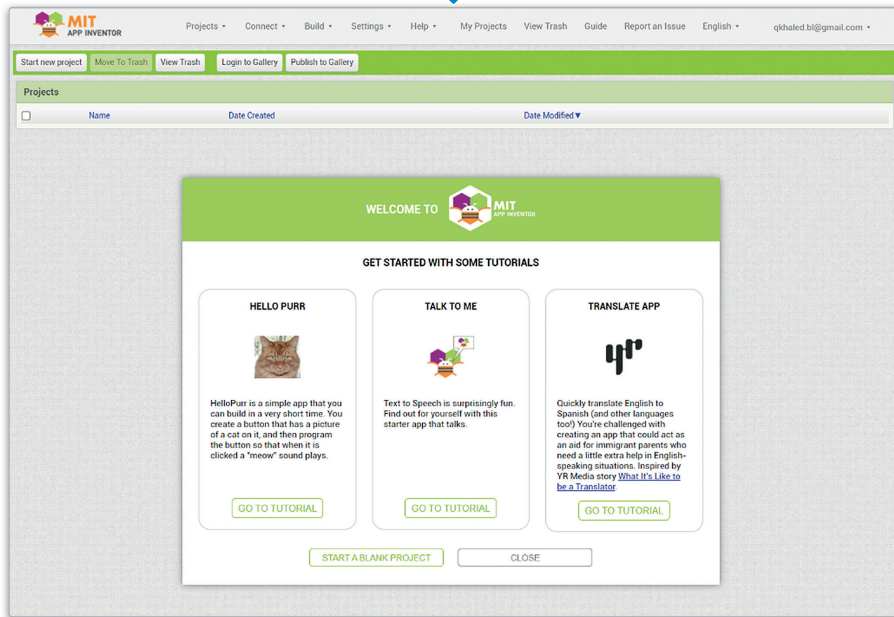 MIT
APP INVENTOR
Projects Connect Build Settings Help My Projects View Trash Guide Report an Issue English qkhaled.bl@gmail.com
Start new project Move To Trash View Trash Login to Gallery Publish to Gallery
Projects
Name Date Created Date Modified
WELCOME TO MIT
APP INVENTOR
GET STARTED WITH SOME TUTORIALS
HELLO PURR
HelloPurr is a simple app that you
can build in a very short time. You
create a button that has a picture
of a cat on it, and then program
the button so that when it is
clicked a "meow" sound plays.
GO TO TUTORIAL
TALK TO ME
Text to Speech is surprisingly fun.
Find out for yourself with this
starter app that talks.
GO TO TUTORIAL
TRANSLATE APP
yr
Quickly translate English to
Spanish (and other languages
too!) You're challenged with
creating an app that could act as
an aid for immigrant parents who
need a little extra help in English-
speaking situations. Inspired by
YR Media story What It's Like to
be a Translator.
GO TO TUTORIAL
START A BLANK PROJECT CLOSE